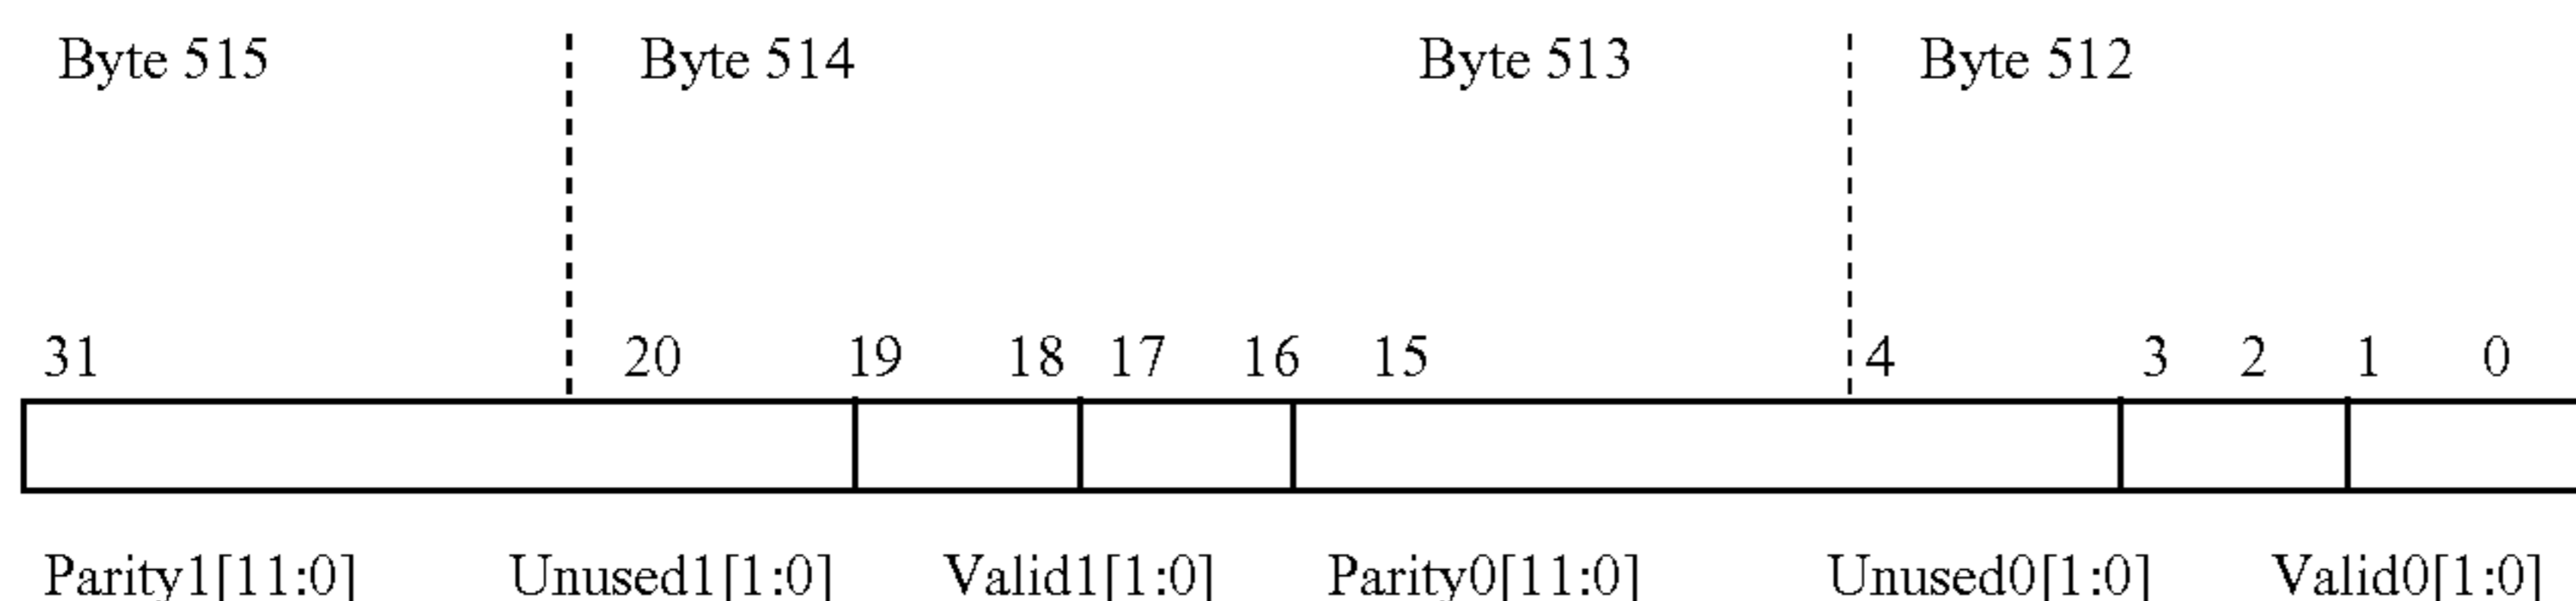 Byte 515 Byte 514 Byte 513 Byte 512
31 20 19 18 17 16 15 4 3 2 1 0
Parity1[11:0] Unused1[1:0] Valid1[1:0] Parity0[11:0] Unused0[1:0] Valid0[1:0]